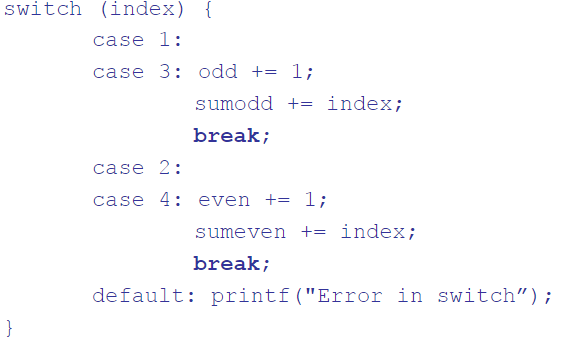 switch (index) {
case 1:
case 3: odd += 1;
sumodd += index;
break;
case 2:
case 4: even += 1;
sumeven += index;
break;
default: printf("Error in switch”);
}